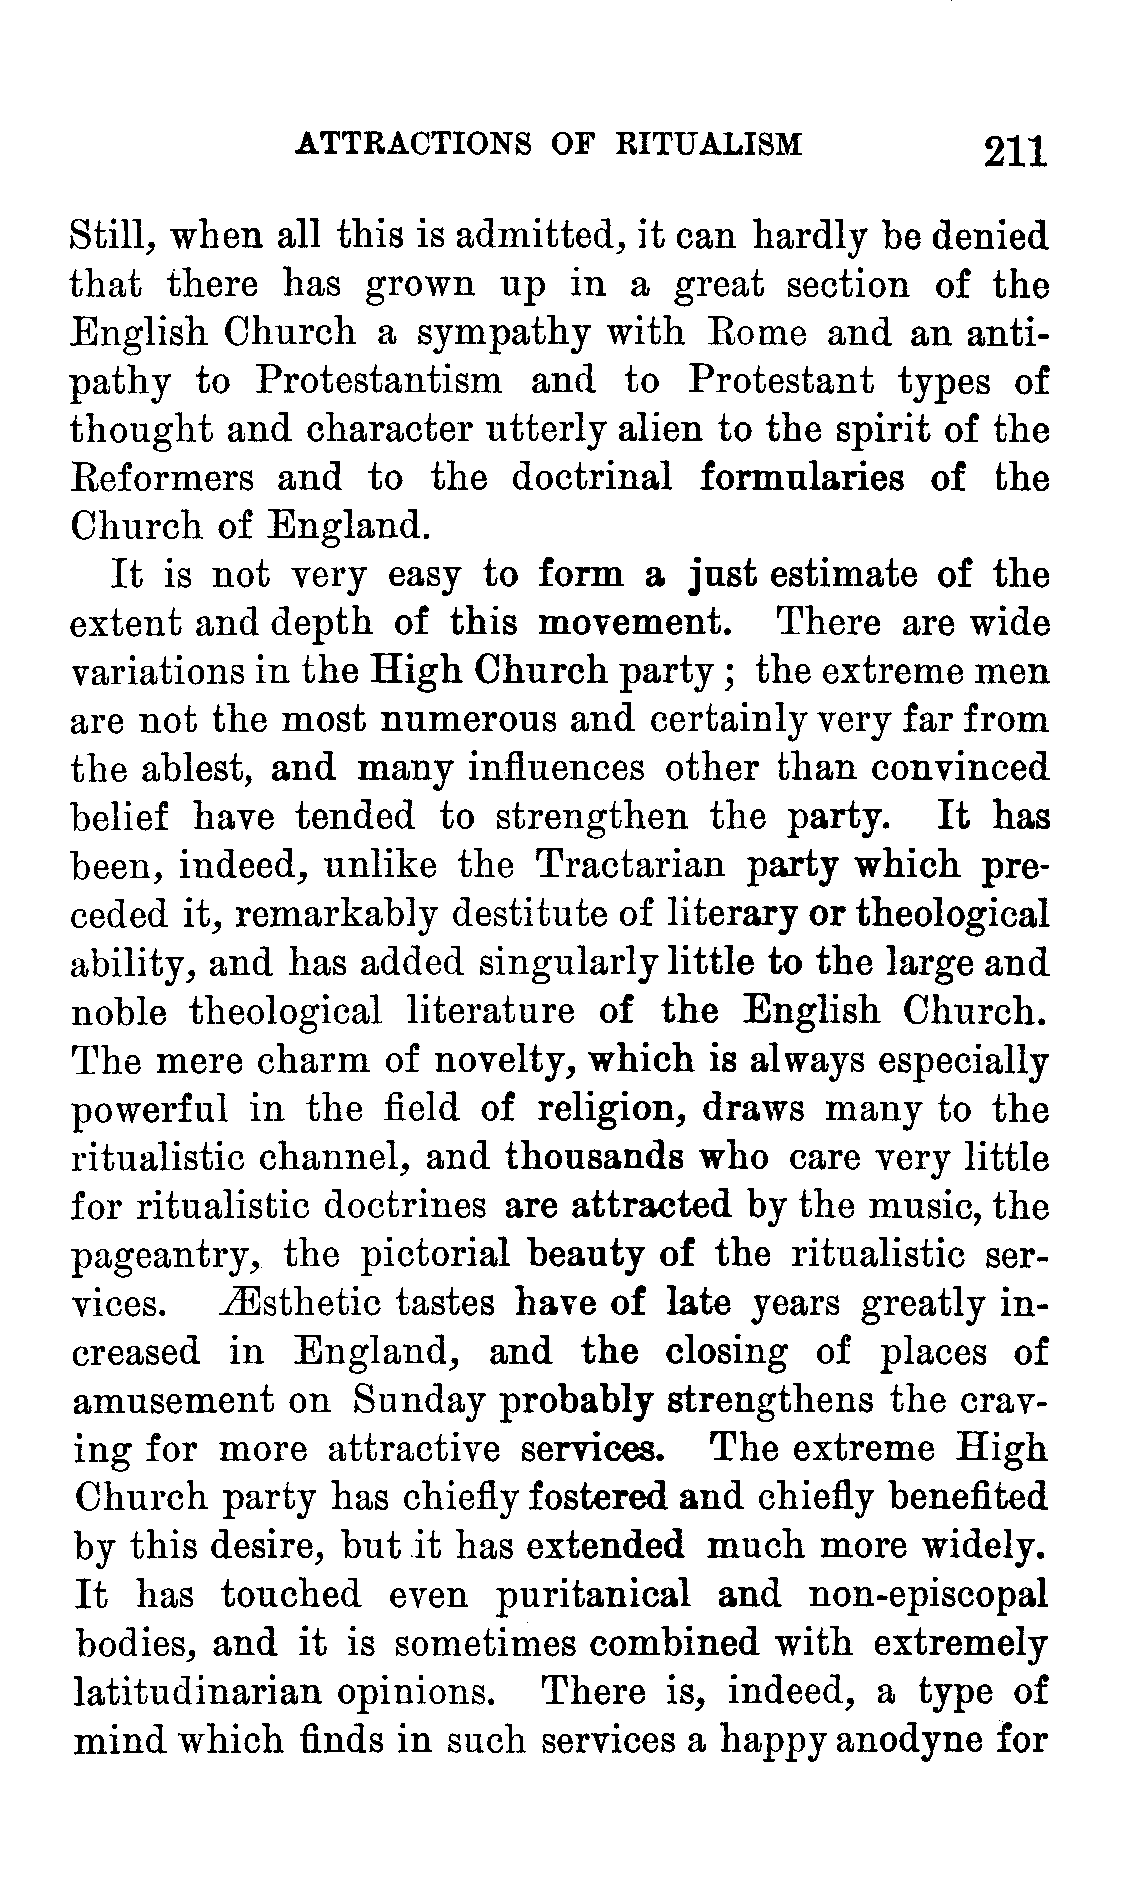 ATTRACTIONS OF RITUALISM 211
Still, when all this is admitted, it can hardly be denied
that there has grown up in a great section of the
English Church a sympathy with Rome and an anti-
pathy to Protestantism and to Protestant types of
thought and character utterly alien to the spirit of the
Reformers and to the doctrinal formularies of the
Church of England.
It is not very easy to form a just estimate of the
extent and depth of this movement. There are wide
variations in the High Church party ; the extreme men
are not the most numerous and certainly very far from
the ablest, and many influences other than convinced
belief have tended to strengthen the party. It has
been, indeed, unlike the Tractarian party which pre-
ceded it, remarkably destitute of literary or theological
ability, and has added singularly little to the large and
noble theological literature of the English Church.
The mere charm of novelty, which is always especially
powerful in the field of religion, draws many to the
ritualistic channel, and thousands who care very little
for ritualistic doctrines are attracted by the music, the
pageantry, the pictorial beauty of the ritualistic ser-
vices. Æsthetic tastes have of late years greatly in-
creased in England, and the closing of places of
amusement on Sunday probably strengthens the crav-
ing for more attractive services. The extreme High
Church party has chiefly fostered and chiefly benefited
by this desire, but it has extended much more widely.
It has touched even puritanical and non-episcopal
bodies, and it is sometimes combined with extremely
latitudinarian opinions. There is, indeed, a type of
mind which finds in such services a happy anodyne for